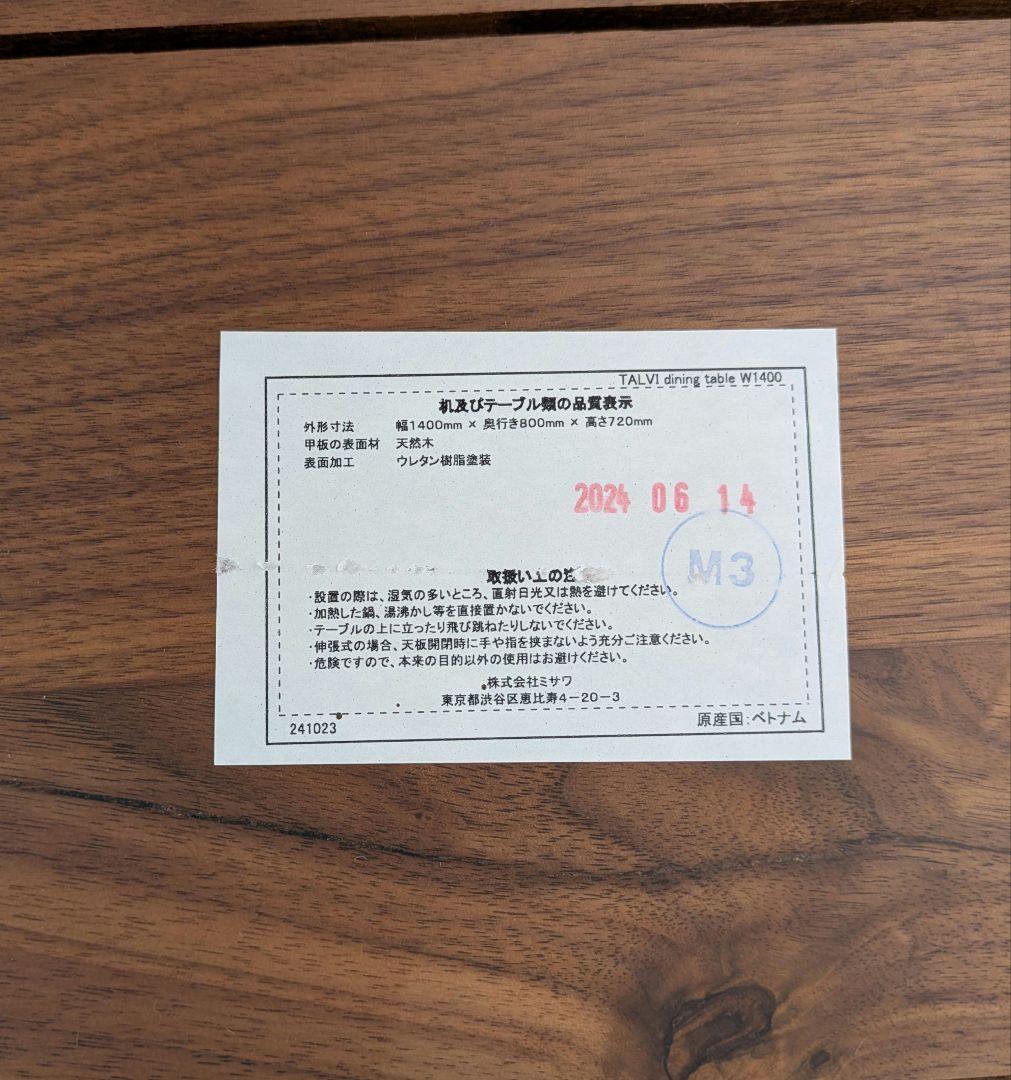 TALVI dining table W1400
机及びテーブル類の品質表示
外形寸法 幅1400mm × 奥行き800mm × 高さ720mm
甲板の表面材 天然木
表面加工 ウレタン樹脂塗装
2024 06 14
M3
取扱い上の注
・設置の際は、湿気の多いところ、直射日光又は熱を避けてください。
・加熱した鍋、湯沸かし等を直接置かないでください。
・テーブルの上に立ったり飛び跳ねたりしないでください。
・伸張式の場合、天板開閉時に手や指を挟まないよう充分ご注意ください。
・危険ですので、本来の目的以外の使用はお避けください。
株式会社ミサワ
東京都渋谷区恵比寿4-20-3
241023 原産国:ベトナム